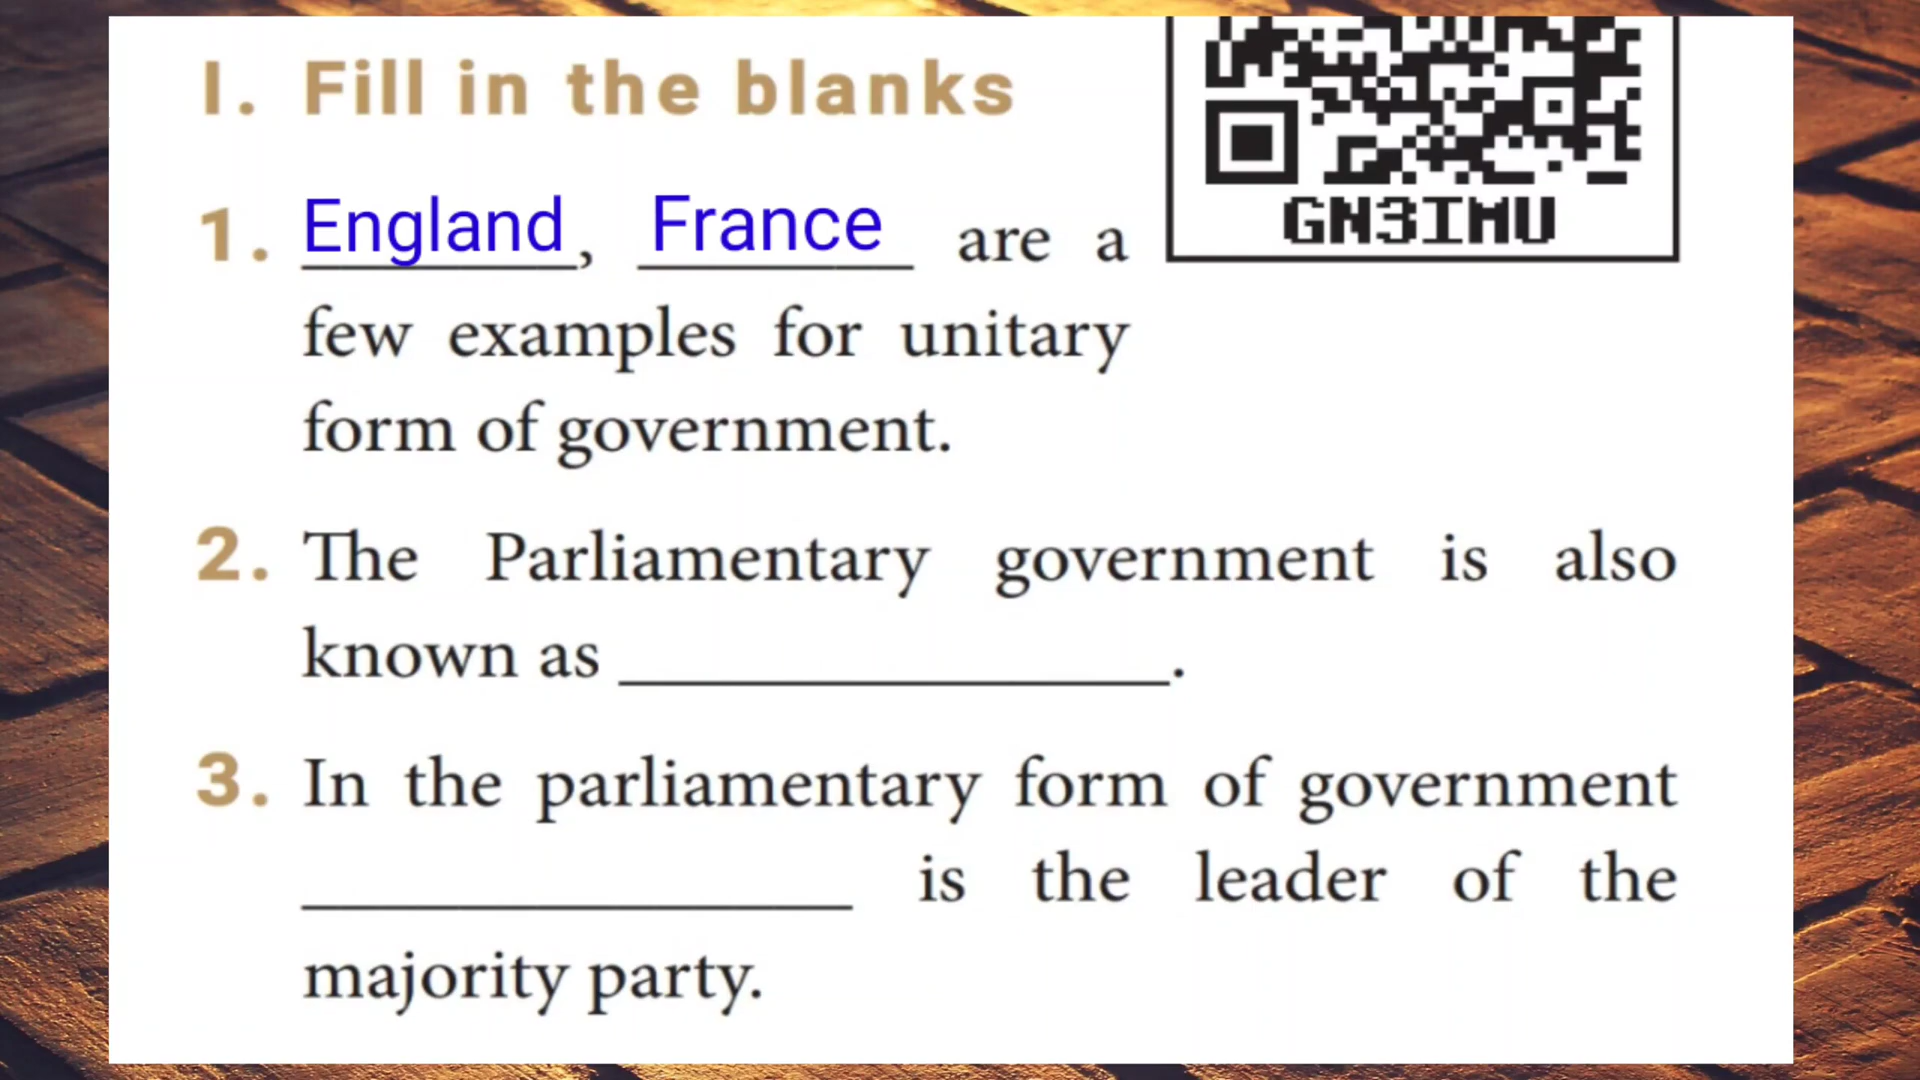 I. Fill in the blanks
1. England, France are a
few examples for unitary
form of government.
GN3IMU
2. The Parliamentary government is also
known as ____________.
3. In the parliamentary form of government
____________ is the leader of the
majority party.